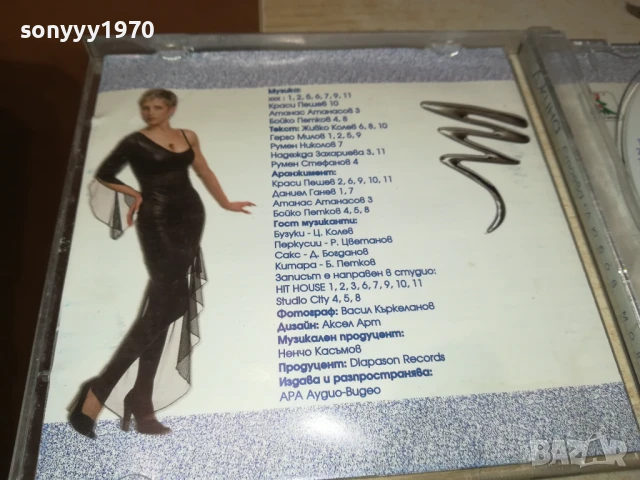 sonyyy1970
Музика:
xxx : 1, 2, 5, 6, 7, 9, 11
Краси Пешев 10
Атанас Атанасов 3
Бойко Петков 4, 8
Текст: Живко Колев 6, 8, 10
Герго Милов 1, 2, 5, 9
Румен Николов 7
Надежда Захариева 3, 11
Румен Стефанов 4
Аранжимент:
Краси Пешев 2, 6, 9, 10, 11
Даниел Ганев 1, 7
Атанас Атанасов 3
Бойко Петков 4, 5, 8
Гост музиканти:
Бузуки - Ц. Колев
Перкусии - Р. Цветанов
Сакс - Д. Богданов
Китара - Б. Петков
Записът е направен в студио:
HIT HOUSE 1, 2, 3, 6, 7, 9, 10, 11
Studio City 4, 5, 8
Фотограф: Васил Къркеланов
Дизайн: Аксел Арт
Музикален продуцент:
Ненчо Касъмов
Продуцент: Diapason Records
Издава и разпространява:
АРА Аудио-Видео
BAZAR